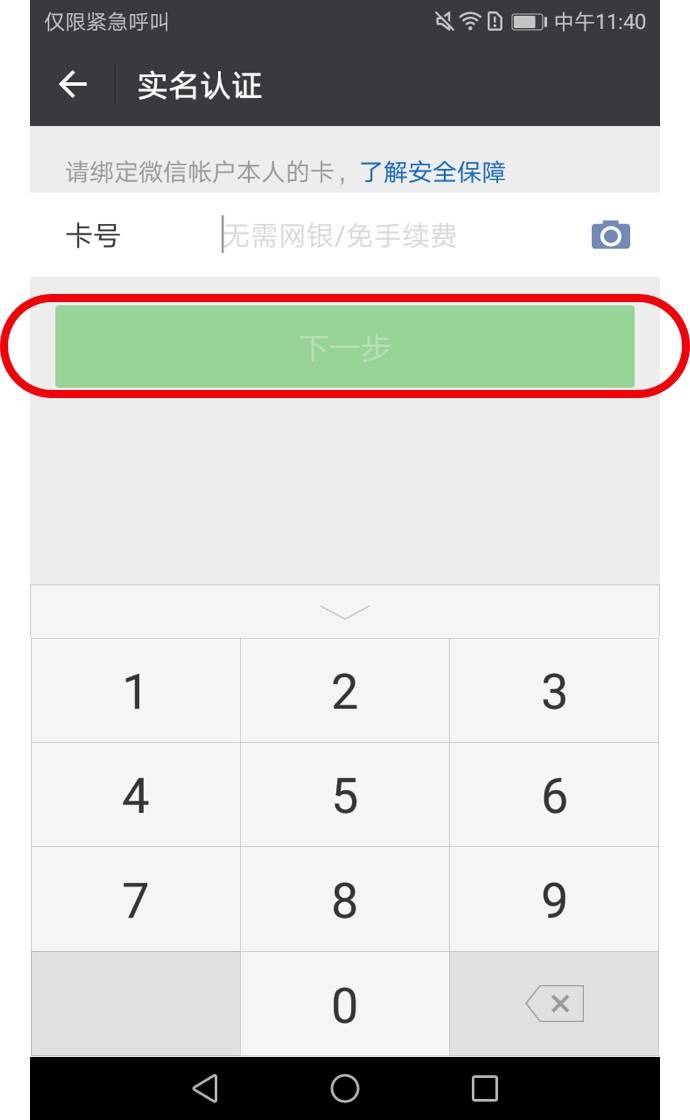 仅限紧急呼叫 中午11:40
实名认证
请绑定微信帐户本人的卡，了解安全保障
卡号 无需网银/免手续费
下一步
1 2 3
4 5 6
7 8 9
0